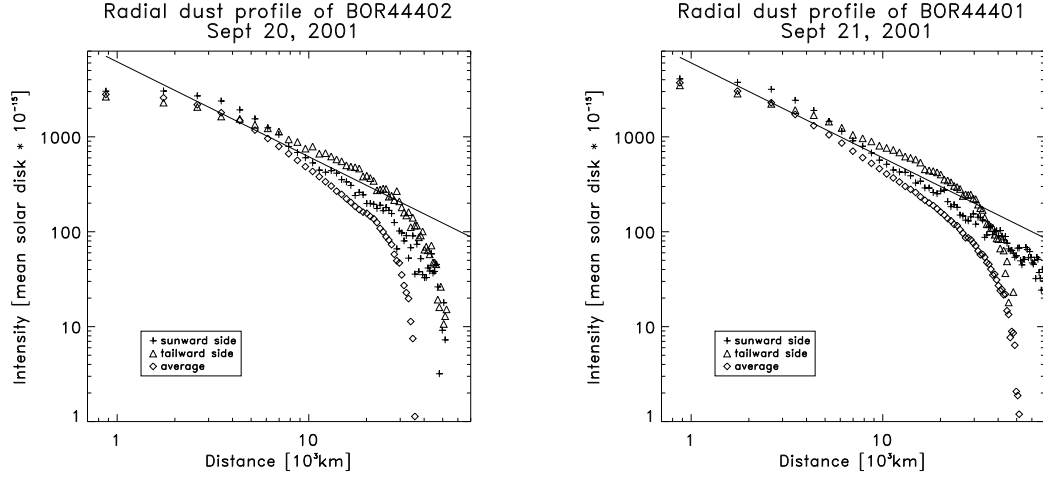 Radial dust profile of BOR44402
Sept 20, 2001
Intensity [mean solar disk * 10⁻¹⁵]
1000
100
10
1
+ sunward side
△ tailward side
◇ average
1
10
Distance [10³km]
Radial dust profile of BOR44401
Sept 21, 2001
Intensity [mean solar disk * 10⁻¹⁵]
1000
100
10
1
+ sunward side
△ tailward side
◇ average
1
10
Distance [10³km]